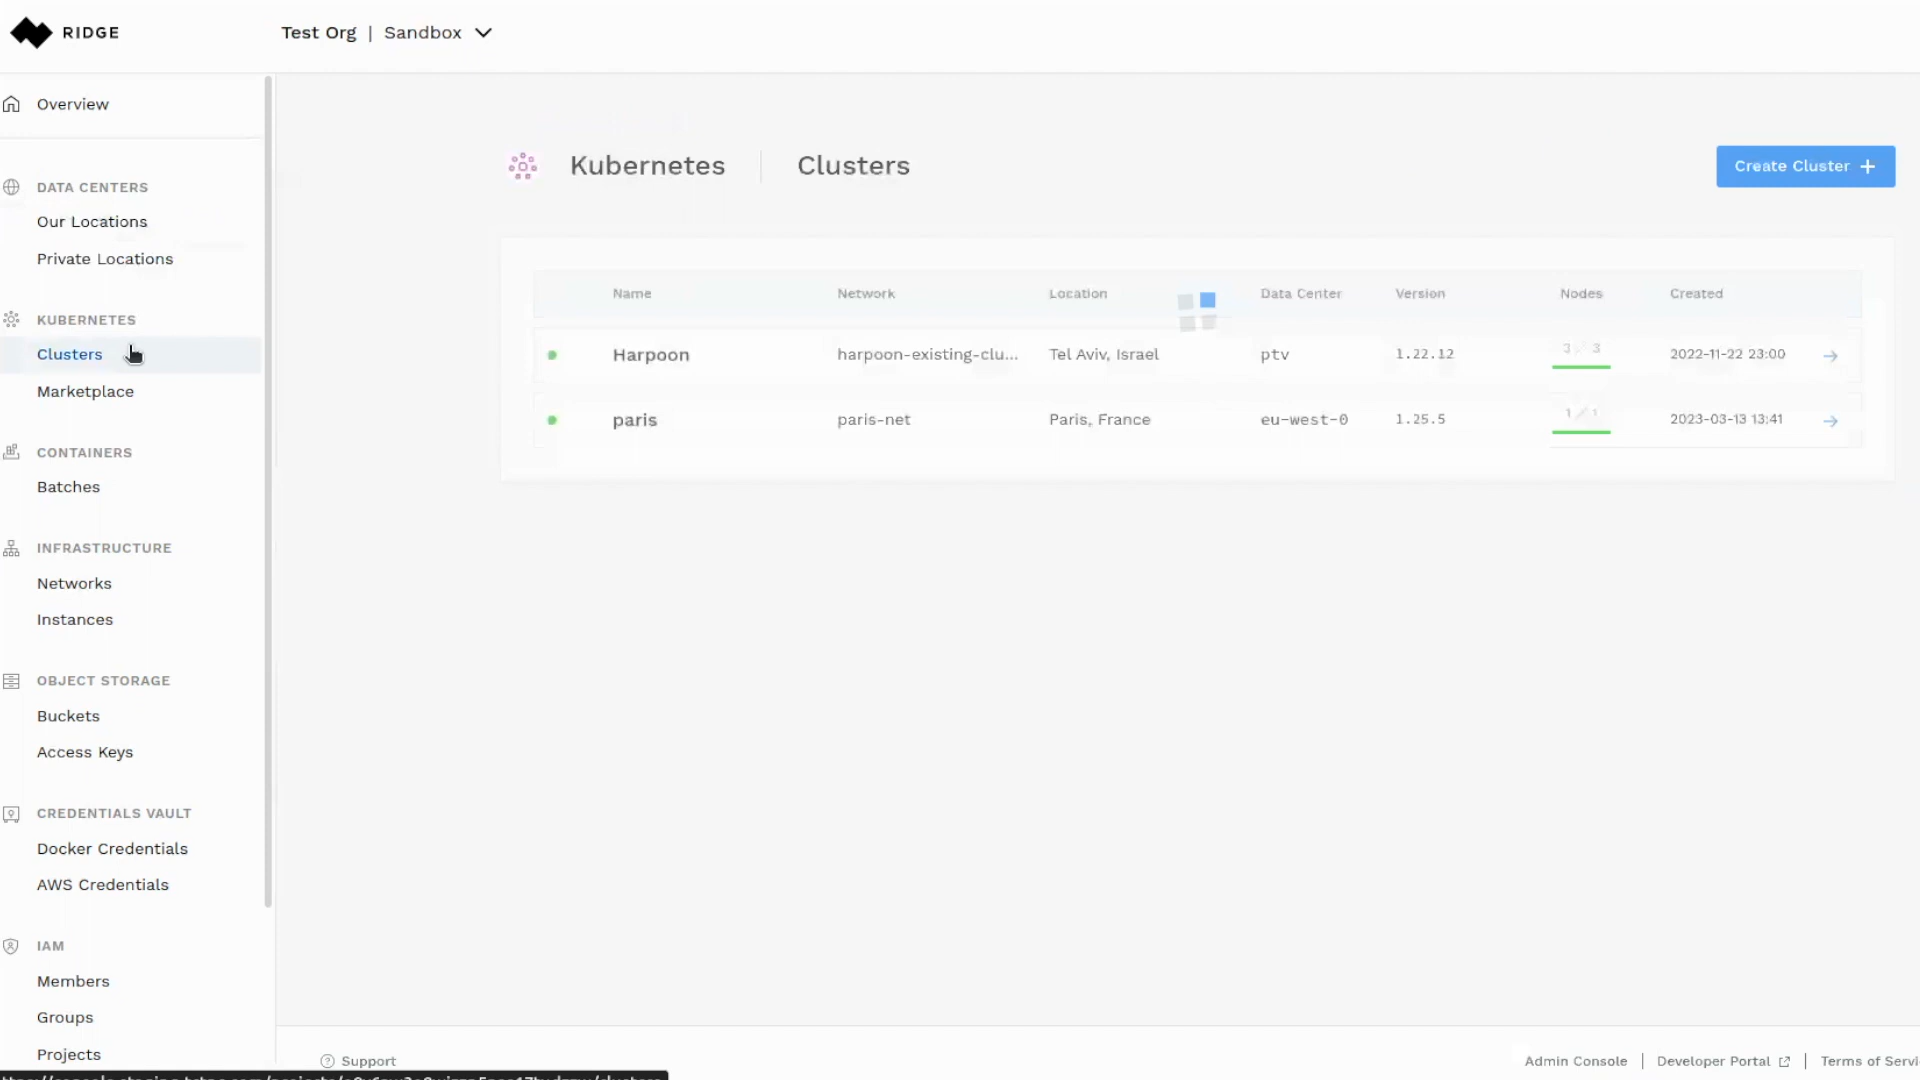 RIDGE
Test Org | Sandbox
Overview
DATA CENTERS
Our Locations
Private Locations
KUBERNETES
Clusters
Marketplace
CONTAINERS
Batches
INFRASTRUCTURE
Networks
Instances
OBJECT STORAGE
Buckets
Access Keys
CREDENTIALS VAULT
Docker Credentials
AWS Credentials
IAM
Members
Groups
Projects
Kubernetes | Clusters
Create Cluster +
Name Network Location Data Center Version Nodes Created
Harpoon harpoon-existing-clu... Tel Aviv, Israel ptv 1.22.12 3 / 3 2022-11-22 23:00
paris paris-net Paris, France eu-west-0 1.25.5 1 / 1 2023-03-13 13:41
Support
Admin Console | Developer Portal | Terms of Servi